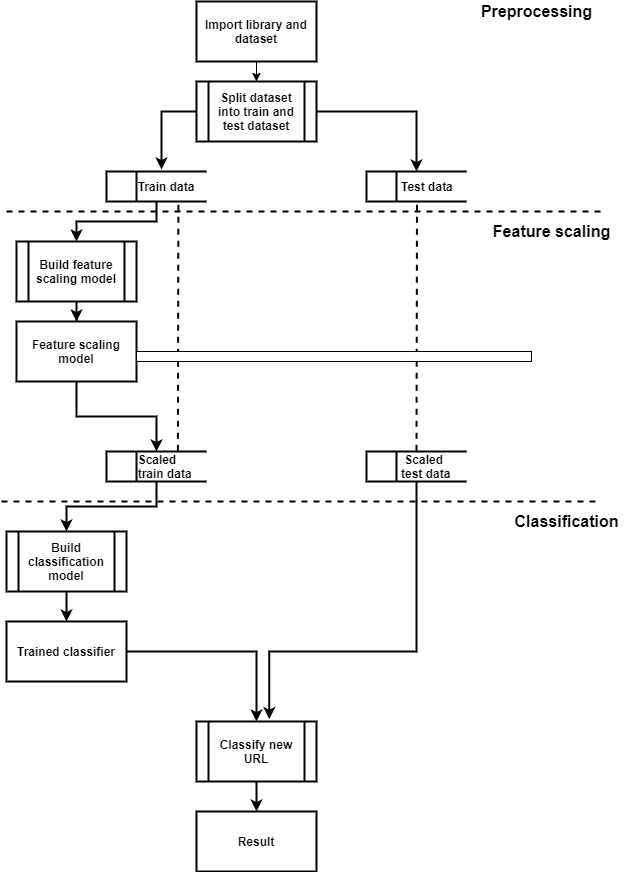 Preprocessing
Import library and
dataset
Split dataset
into train and
test dataset
Train data
Test data
Feature scaling
Build feature
scaling model
Feature scaling
model
Scaled
train data
Scaled
test data
Classification
Build
classification
model
Trained classifier
Classify new
URL
Result